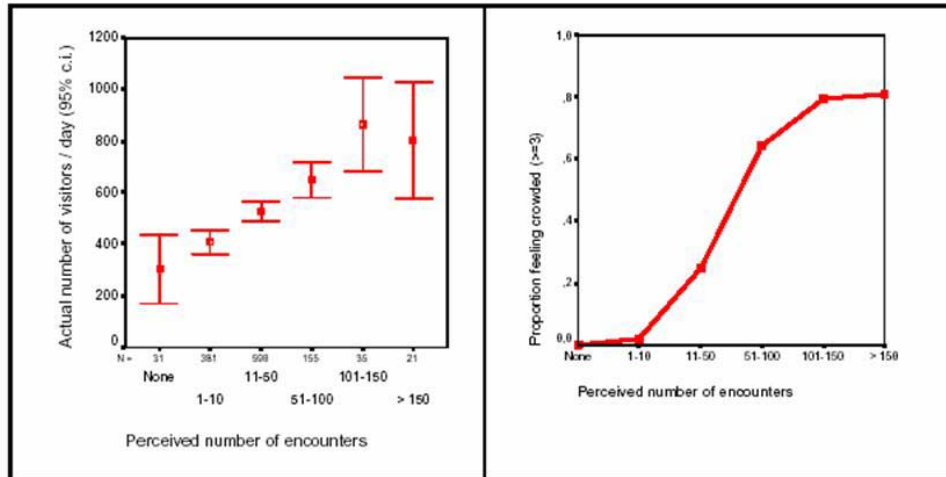 1200
1000
800
600
400
200
0
Actual number of visitors / day (95% c.i.)
N = 31 381 598 155 35 21
None 11-50 101-150
1-10 51-100 > 150
Perceived number of encounters
1,0
,8
,6
,4
,2
0,0
Proportion feeling crowded (>=3)
None 1-10 11-50 51-100 101-150 > 150
Perceived number of encounters